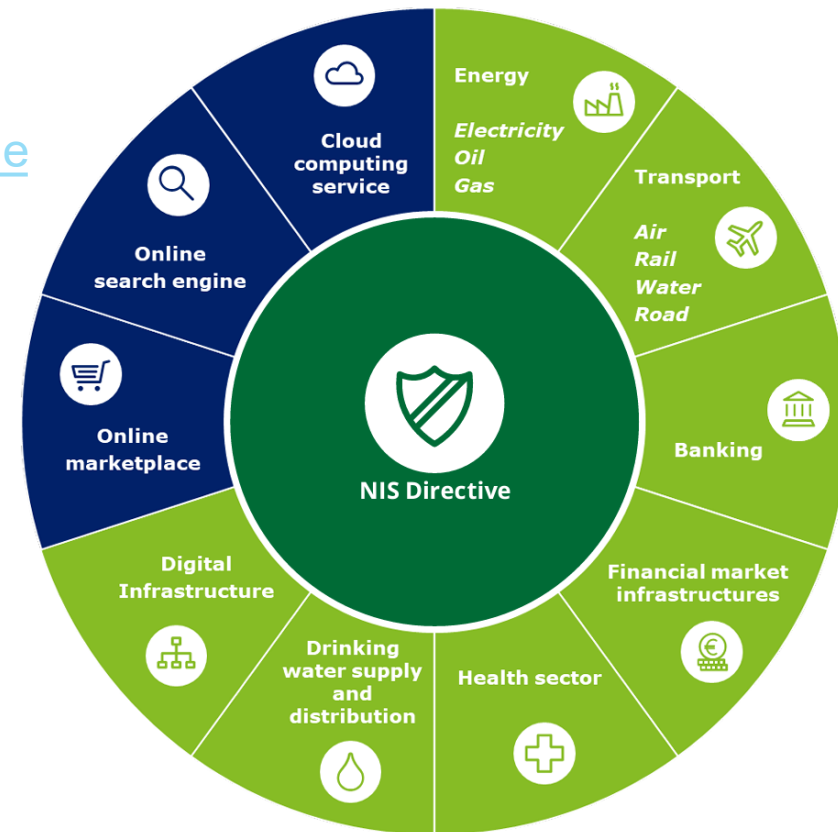 e
Cloud
computing
service
Energy
Electricity
Oil
Gas
Transport
Air
Rail
Water
Road
Banking
Financial market
infrastructures
Health sector
Drinking
water supply
and
distribution
Digital
Infrastructure
Online
marketplace
Online
search engine
NIS Directive